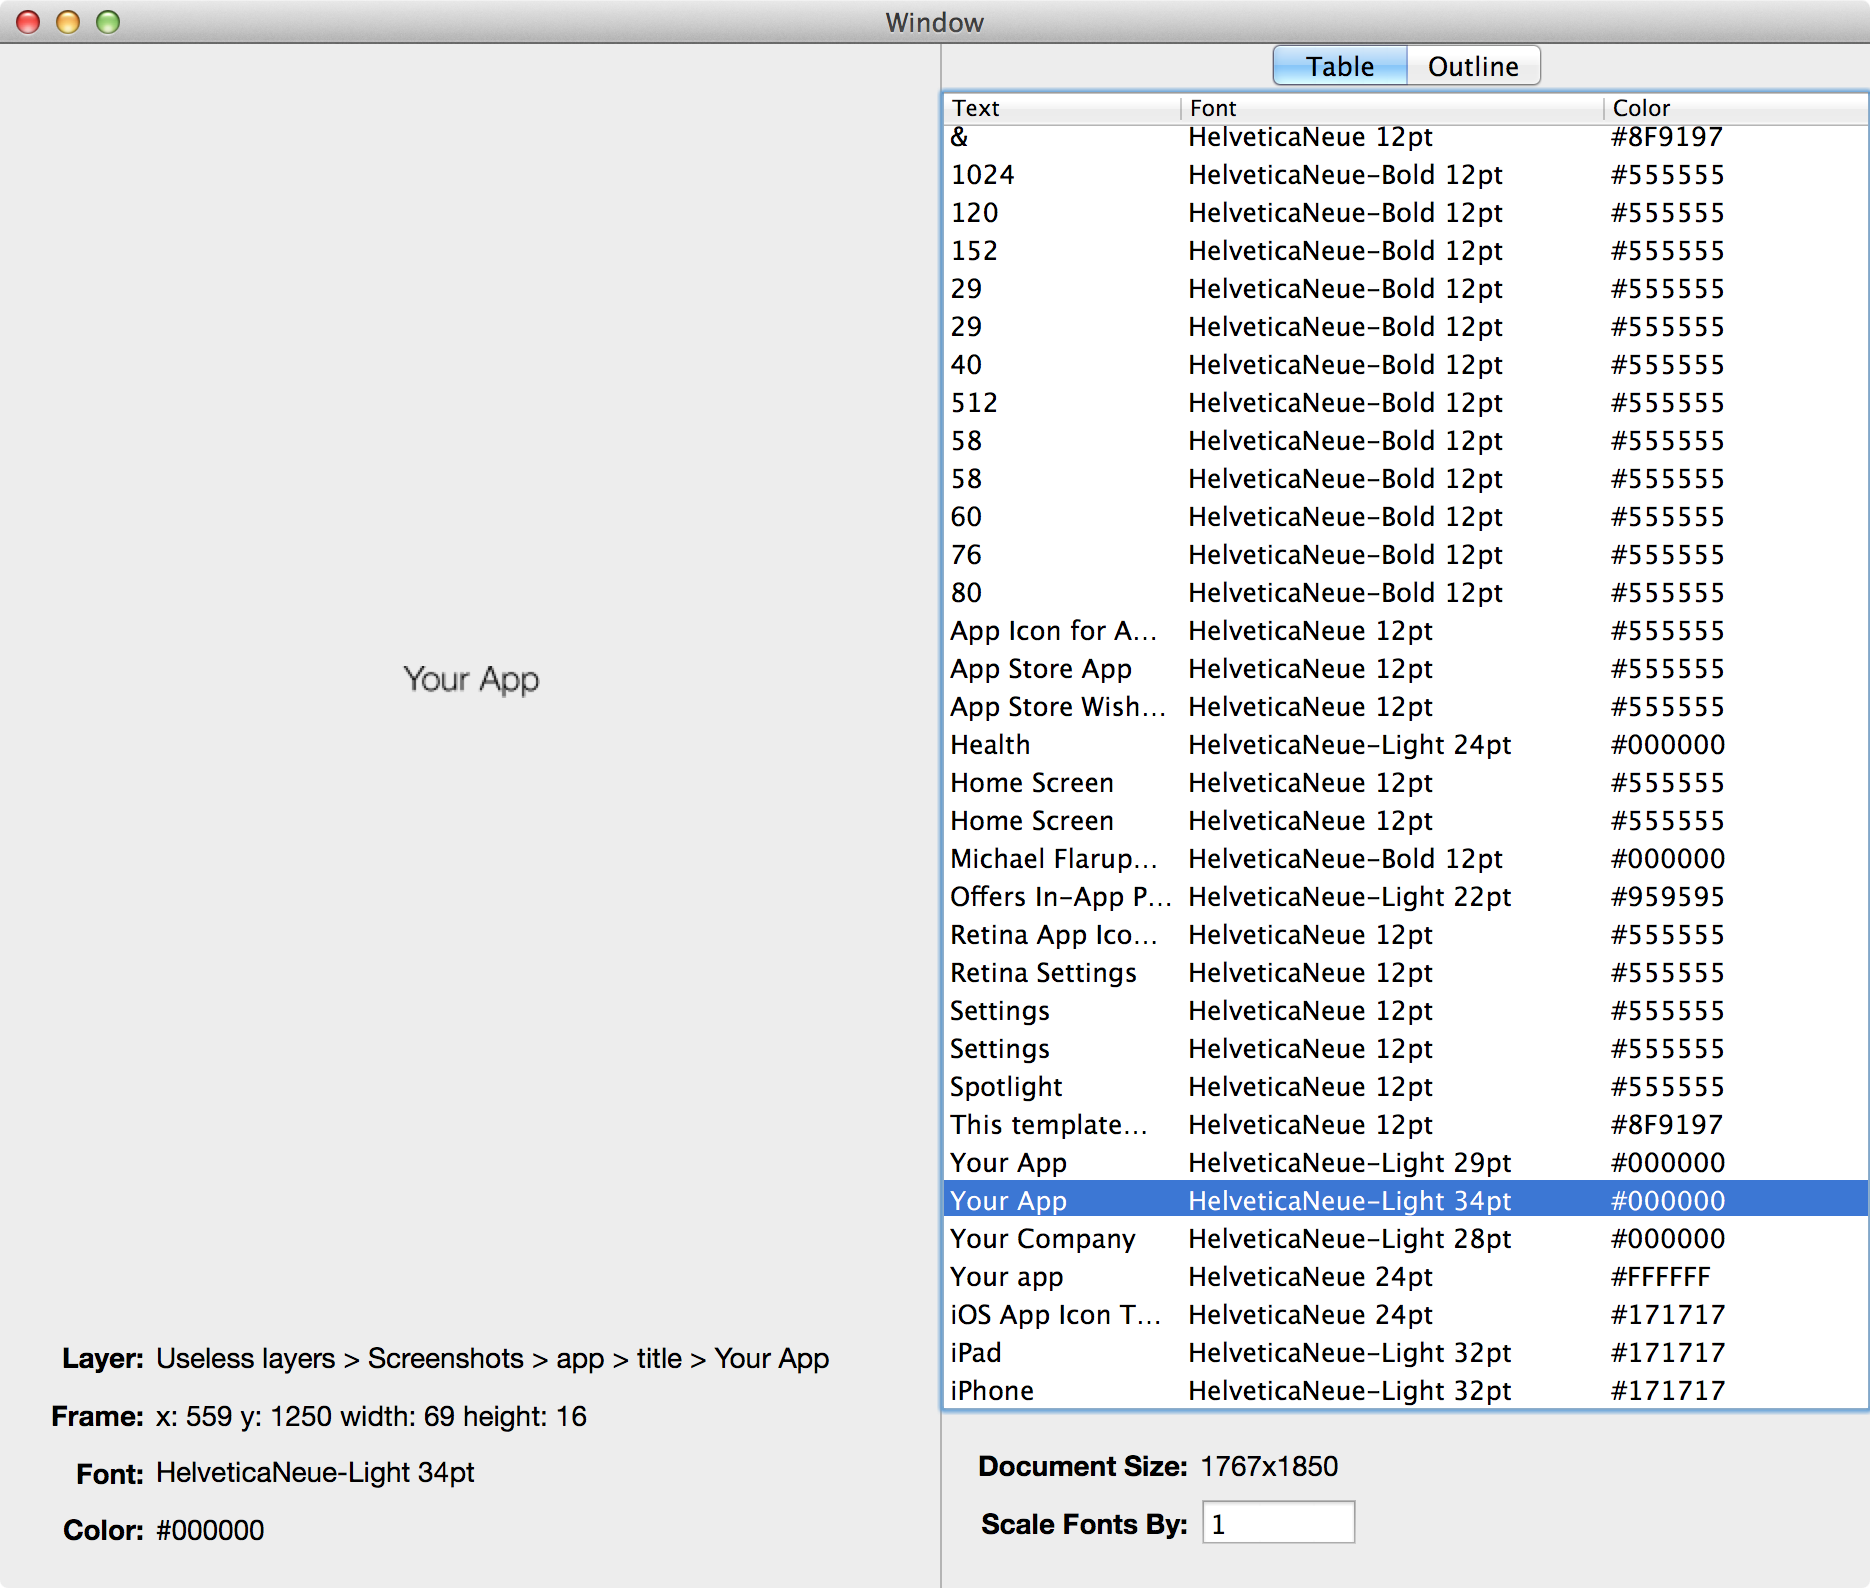 Window
Table Outline
Text Font Color
& HelveticaNeue 12pt #8F9197
1024 HelveticaNeue-Bold 12pt #555555
120 HelveticaNeue-Bold 12pt #555555
152 HelveticaNeue-Bold 12pt #555555
29 HelveticaNeue-Bold 12pt #555555
29 HelveticaNeue-Bold 12pt #555555
40 HelveticaNeue-Bold 12pt #555555
512 HelveticaNeue-Bold 12pt #555555
58 HelveticaNeue-Bold 12pt #555555
58 HelveticaNeue-Bold 12pt #555555
60 HelveticaNeue-Bold 12pt #555555
76 HelveticaNeue-Bold 12pt #555555
80 HelveticaNeue-Bold 12pt #555555
App Icon for A... HelveticaNeue 12pt #555555
App Store App HelveticaNeue 12pt #555555
App Store Wish... HelveticaNeue 12pt #555555
Health HelveticaNeue-Light 24pt #000000
Home Screen HelveticaNeue 12pt #555555
Home Screen HelveticaNeue 12pt #555555
Michael Flarup... HelveticaNeue-Bold 12pt #000000
Offers In-App P... HelveticaNeue-Light 22pt #959595
Retina App Ico... HelveticaNeue 12pt #555555
Retina Settings HelveticaNeue 12pt #555555
Settings HelveticaNeue 12pt #555555
Settings HelveticaNeue 12pt #555555
Spotlight HelveticaNeue 12pt #555555
This template... HelveticaNeue 12pt #8F9197
Your App HelveticaNeue-Light 29pt #000000
Your App HelveticaNeue-Light 34pt #000000
Your Company HelveticaNeue-Light 28pt #000000
Your app HelveticaNeue 24pt #FFFFFF
iOS App Icon T... HelveticaNeue 24pt #171717
iPad HelveticaNeue-Light 32pt #171717
iPhone HelveticaNeue-Light 32pt #171717
Your App
Layer: Useless layers > Screenshots > app > title > Your App
Frame: x: 559 y: 1250 width: 69 height: 16
Font: HelveticaNeue-Light 34pt
Color: #000000
Document Size: 1767x1850
Scale Fonts By: 1